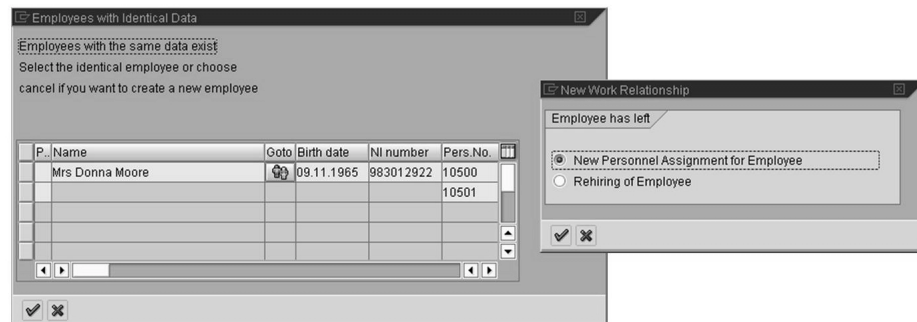 Employees with Identical Data
Employees with the same data exist
Select the identical employee or choose
cancel if you want to create a new employee
P.. Name Goto Birth date NI number Pers.No.
Mrs Donna Moore 09.11.1965 983012922 10500
10501
New Work Relationship
Employee has left
New Personnel Assignment for Employee
Rehiring of Employee